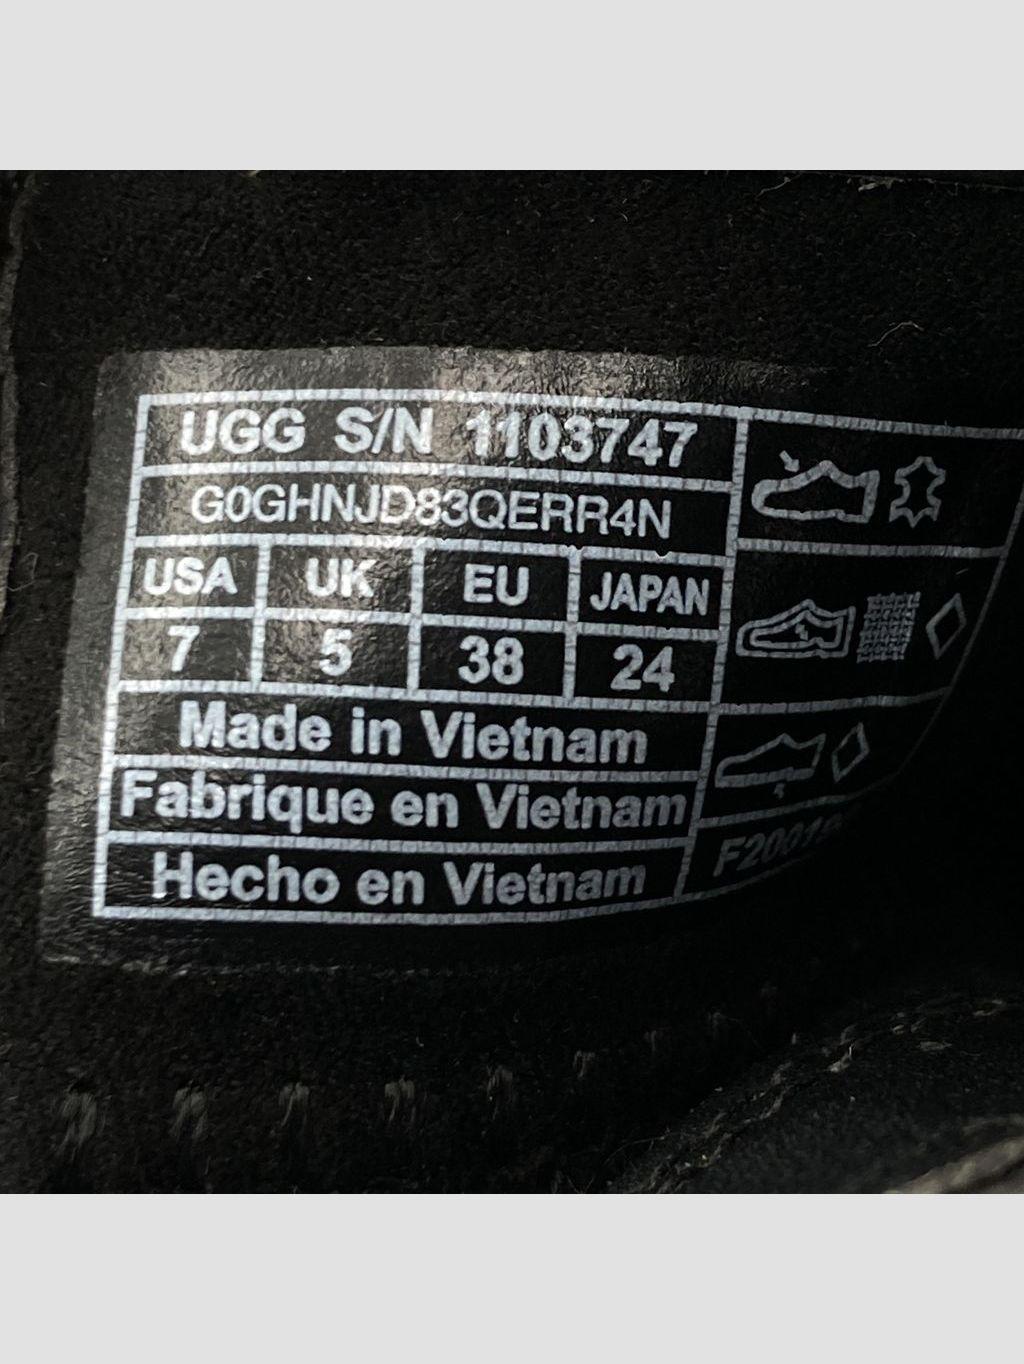 UGG S/N 1103747
G0GHNJD83QERR4N
USA UK EU JAPAN
7 5 38 24
Made in Vietnam
Fabrique en Vietnam
Hecho en Vietnam